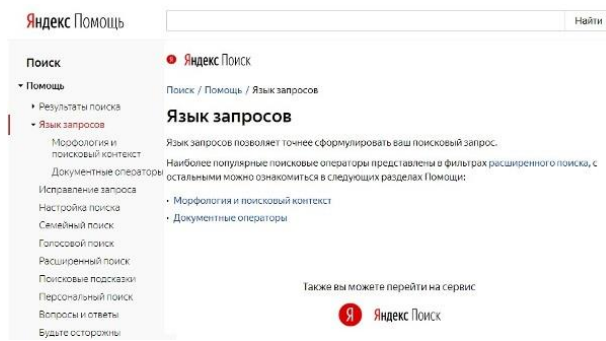 Яндекс Помощь
Найти
Поиск
Помощь
Результаты поиска
Язык запросов
Морфология и
поисковый контекст
Документные операторы
Исправление запроса
Настройка поиска
Семейный поиск
Голосовой поиск
Расширенный поиск
Поисковые подсказки
Персональный поиск
Вопросы и ответы
Будьте осторожны
Яндекс Поиск
Поиск / Помощь / Язык запросов
Язык запросов
Язык запросов позволяет точнее сформулировать ваш поисковый запрос.
Наиболее популярные поисковые операторы представлены в фильтрах расширенного поиска, с
остальными можно ознакомиться в следующих разделах Помощи:
Морфология и поисковый контекст
Документные операторы
Также вы можете перейти на сервис
Я Яндекс Поиск